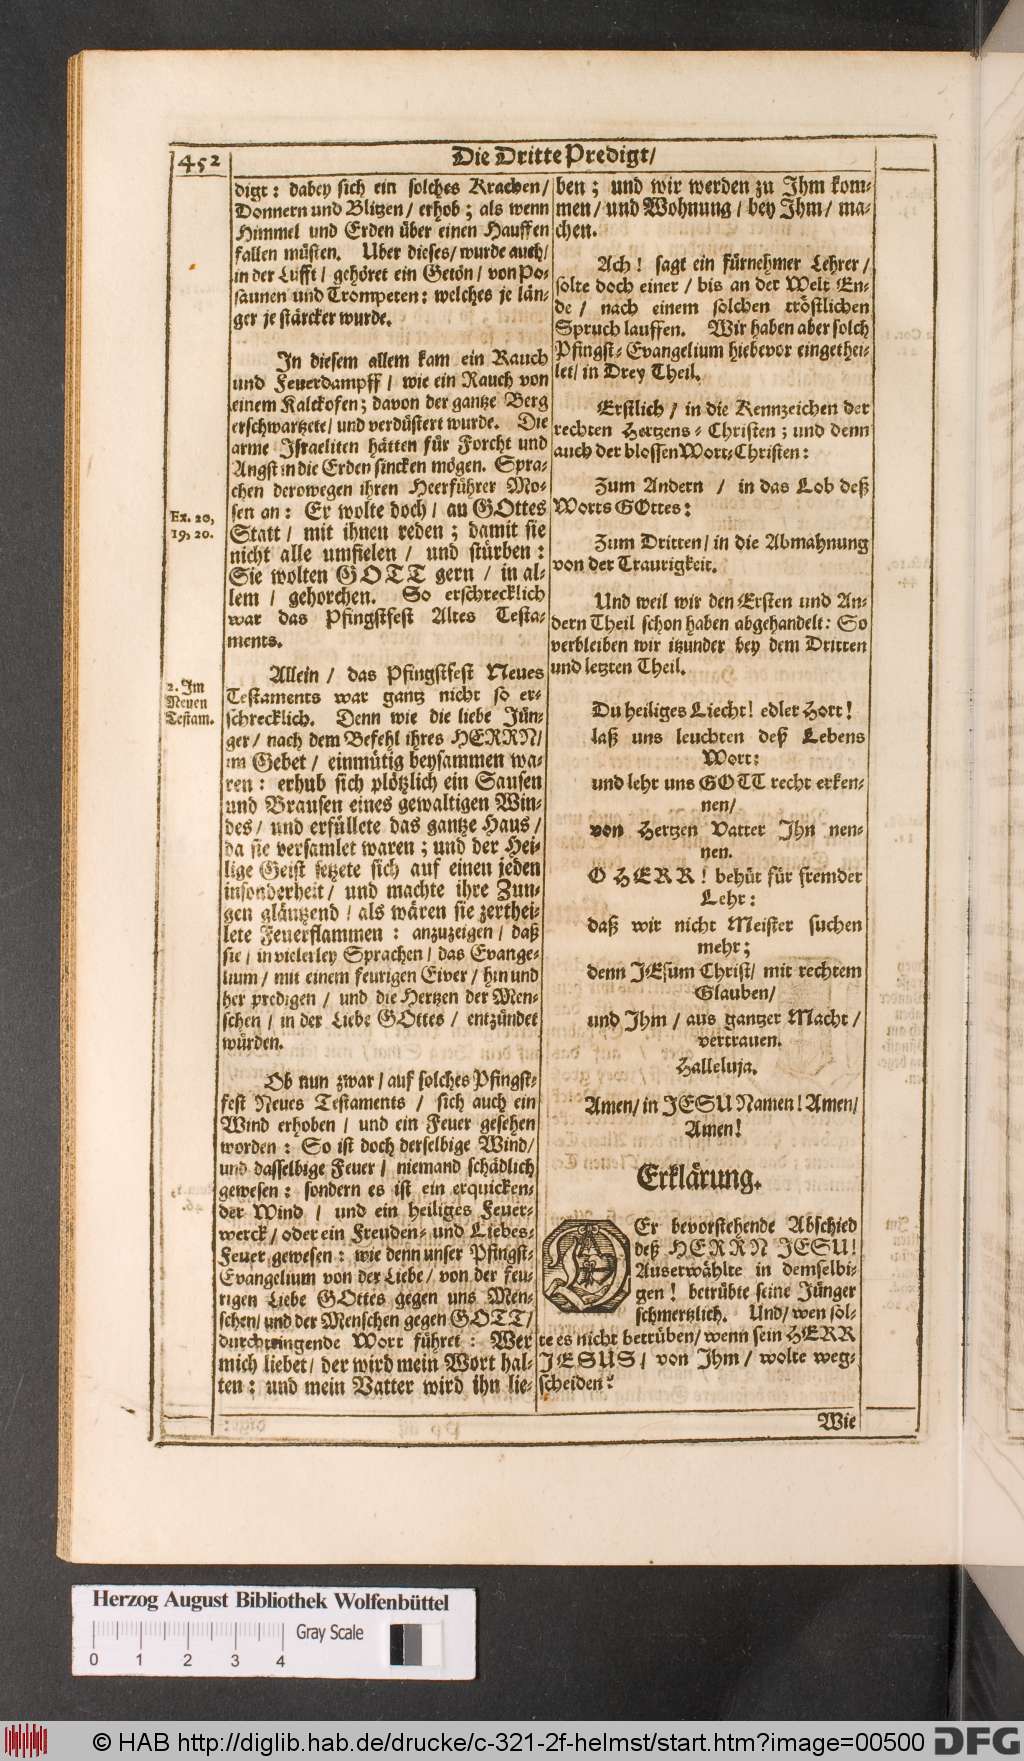 452
Die Dritte Predigt/
digt: dabey sich ein solches Krachen/
Donnern und Blitzen/ erhob; als wenn
Himmel und Erden über einen Hauffen
fallen müsten. Uber dieses/ wurde auch/
in der Lufft/ gehöret ein Getön/ von Po-
saunen und Trompeten: welches je län-
ger je stärcker wurde.
In diesem allem kam ein Rauch
und Feuerdampff/ wie ein Rauch von
einem Kalckofen; davon der gantze Berg
erschwartzete/ und verdüstert wurde. Die
arme Israeliten hätten für Forcht und
Angst in die Erden sincken mögen. Spra-
chen derowegen ihren Heerführer Mo-
sen an: Er wolte doch/ an GOttes
Statt/ mit ihnen reden; damit sie
nicht alle umfielen/ und stürben:
Sie wolten GOTT gern/ in al-
lem/ gehorchen. So erschrecklich
war das Pfingstfest Altes Testa-
ments.
Ex. 20,
19, 20.
Allein/ das Pfingstfest Neues
Testaments war gantz nicht so er-
schrecklich. Denn wie die liebe Jün-
ger/ nach dem Befehl ihres HERRN/
im Gebet/ einmütig beysammen wa-
ren: erhub sich plötzlich ein Sausen
und Brausen eines gewaltigen Win-
des/ und erfüllete das gantze Haus/
da sie versamlet waren; und der Hei-
lige Geist setzete sich auf einen jeden
insonderheit/ und machte ihre Zun-
gen gläntzend/ als wären sie zerthei-
lete Feuerflammen: anzuzeigen/ daß
sie/ in vielerley Sprachen/ das Evange-
lium/ mit einem feurigen Eiver/ hin und
her predigen/ und die Hertzen der Men-
schen/ in der Liebe GOttes/ entzündet
würden.
2. Im
Neuen
Testam.
Ob nun zwar/ auf solches Pfingst-
fest Neues Testaments/ sich auch ein
Wind erhoben/ und ein Feuer gesehen
worden: So ist doch derselbige Wind/
und dasselbige Feuer/ niemand schädlich
gewesen: sondern es ist ein erquicken-
der Wind/ und ein heiliges Feuer-
werck/ oder ein Freuden- und Liebes-
Feuer gewesen: wie denn unser Pfingst-
Evangelium von der Liebe/ von der feu-
rigen Liebe GOttes gegen uns Men-
schen/ und der Menschen gegen GOTT/
durchtringende Wort führet: Wer
mich liebet/ der wird mein Wort hal-
ten: und mein Vatter wird ihn lie-
ben; und wir werden zu Ihm kom-
men/ und Wohnung/ bey Ihm/ ma-
chen.
Ach! sagt ein fürnehmer Lehrer/
solte doch einer/ bis an der Welt En-
de/ nach einem solchen tröstlichen
Spruch lauffen. Wir haben aber solch
Pfingst-Evangelium hiebevor eingethei-
let/ in Drey Theil.
Erstlich/ in die Kennzeichen der
rechten Hertzens-Christen; und denn
auch der blossen Wort-Christen:
Zum Andern/ in das Lob deß
Worts GOttes:
Zum Dritten/ in die Abmahnung
von der Traurigkeit.
Und weil wir den Ersten und An-
dern Theil schon haben abgehandelt: So
verbleiben wir itzunder bey dem Dritten
und letzten Theil.
Du heiliges Liecht! edler Hort!
laß uns leuchten deß Lebens
Wort:
und lehr uns GOTT recht erken-
nen/
von Hertzen Vatter Ihn nen-
nen.
O HERR! behüt für fremder
Lehr:
daß wir nicht Meister suchen
mehr;
denn JEsum Christ/ mit rechtem
Glauben/
und Ihm/ aus gantzer Macht/
vertrauen.
Halleluja.
Amen/ in JESU Namen! Amen/
Amen!
Erklärung.
DEr bevorstehende Abschied
deß HERRN JESU!
Auserwählte in demselbi-
gen! betrübte seine Jünger
schmertzlich. Und/ wen sol-
te es nicht betrüben/ wenn sein HERR
JESUS/ von Ihm/ wolte weg-
scheiden?
Wie
Herzog August Bibliothek Wolfenbüttel
Gray Scale
0 1 2 3 4
© HAB http://diglib.hab.de/drucke/c-321-2f-helmst/start.htm?image=00500
DFG